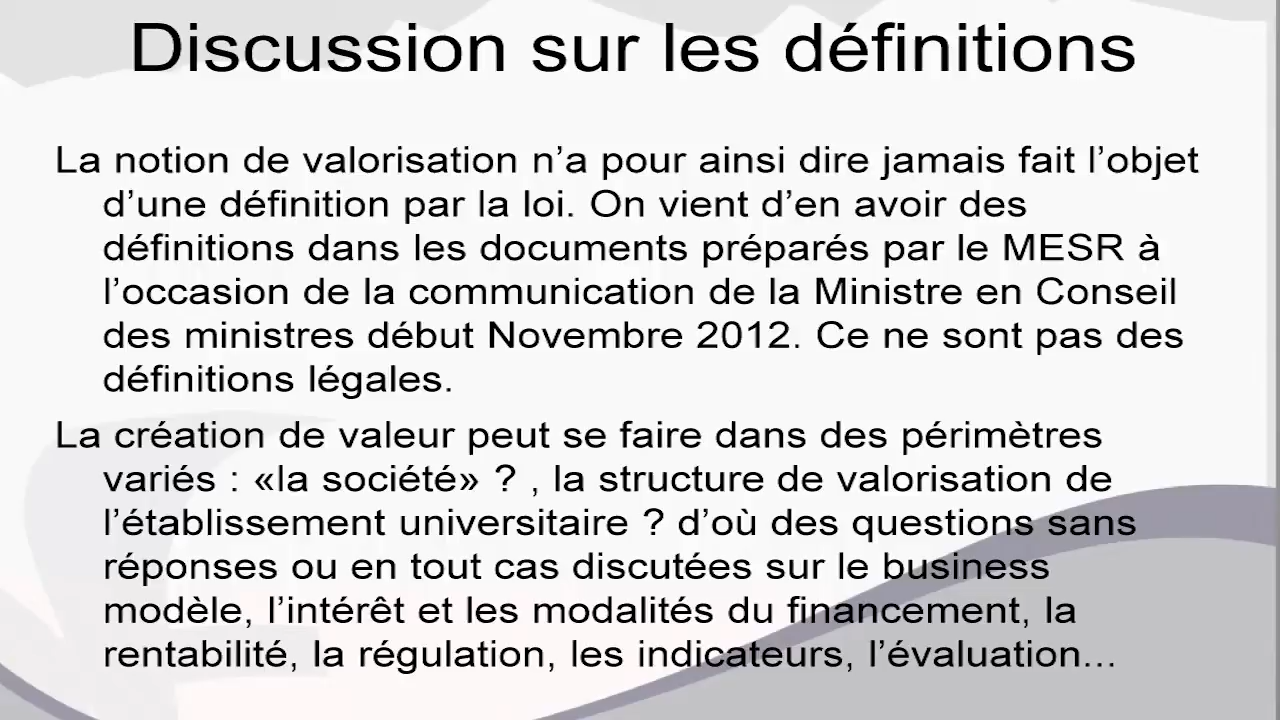 Discussion sur les définitions
La notion de valorisation n’a pour ainsi dire jamais fait l’objet
d’une définition par la loi. On vient d’en avoir des
définitions dans les documents préparés par le MESR à
l’occasion de la communication de la Ministre en Conseil
des ministres début Novembre 2012. Ce ne sont pas des
définitions légales.
La création de valeur peut se faire dans des périmètres
variés : «la société» ? , la structure de valorisation de
l’établissement universitaire ? d’où des questions sans
réponses ou en tout cas discutées sur le business
modèle, l’intérêt et les modalités du financement, la
rentabilité, la régulation, les indicateurs, l’évaluation...